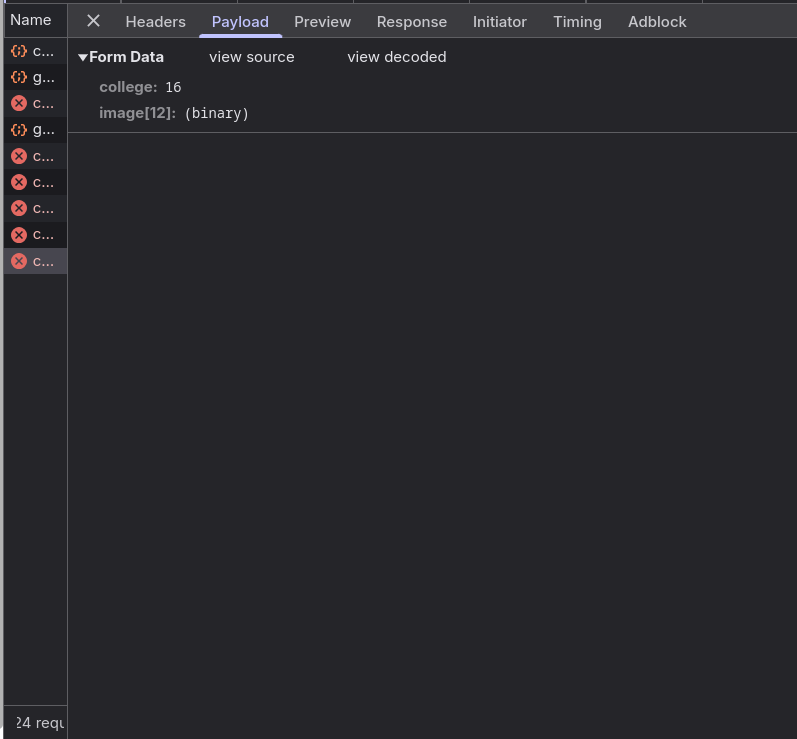 Name
Headers Payload Preview Response Initiator Timing Adblock
c...
g...
c...
g...
c...
c...
c...
c...
c...
Form Data view source view decoded
college: 16
image[12]: (binary)
24 requ